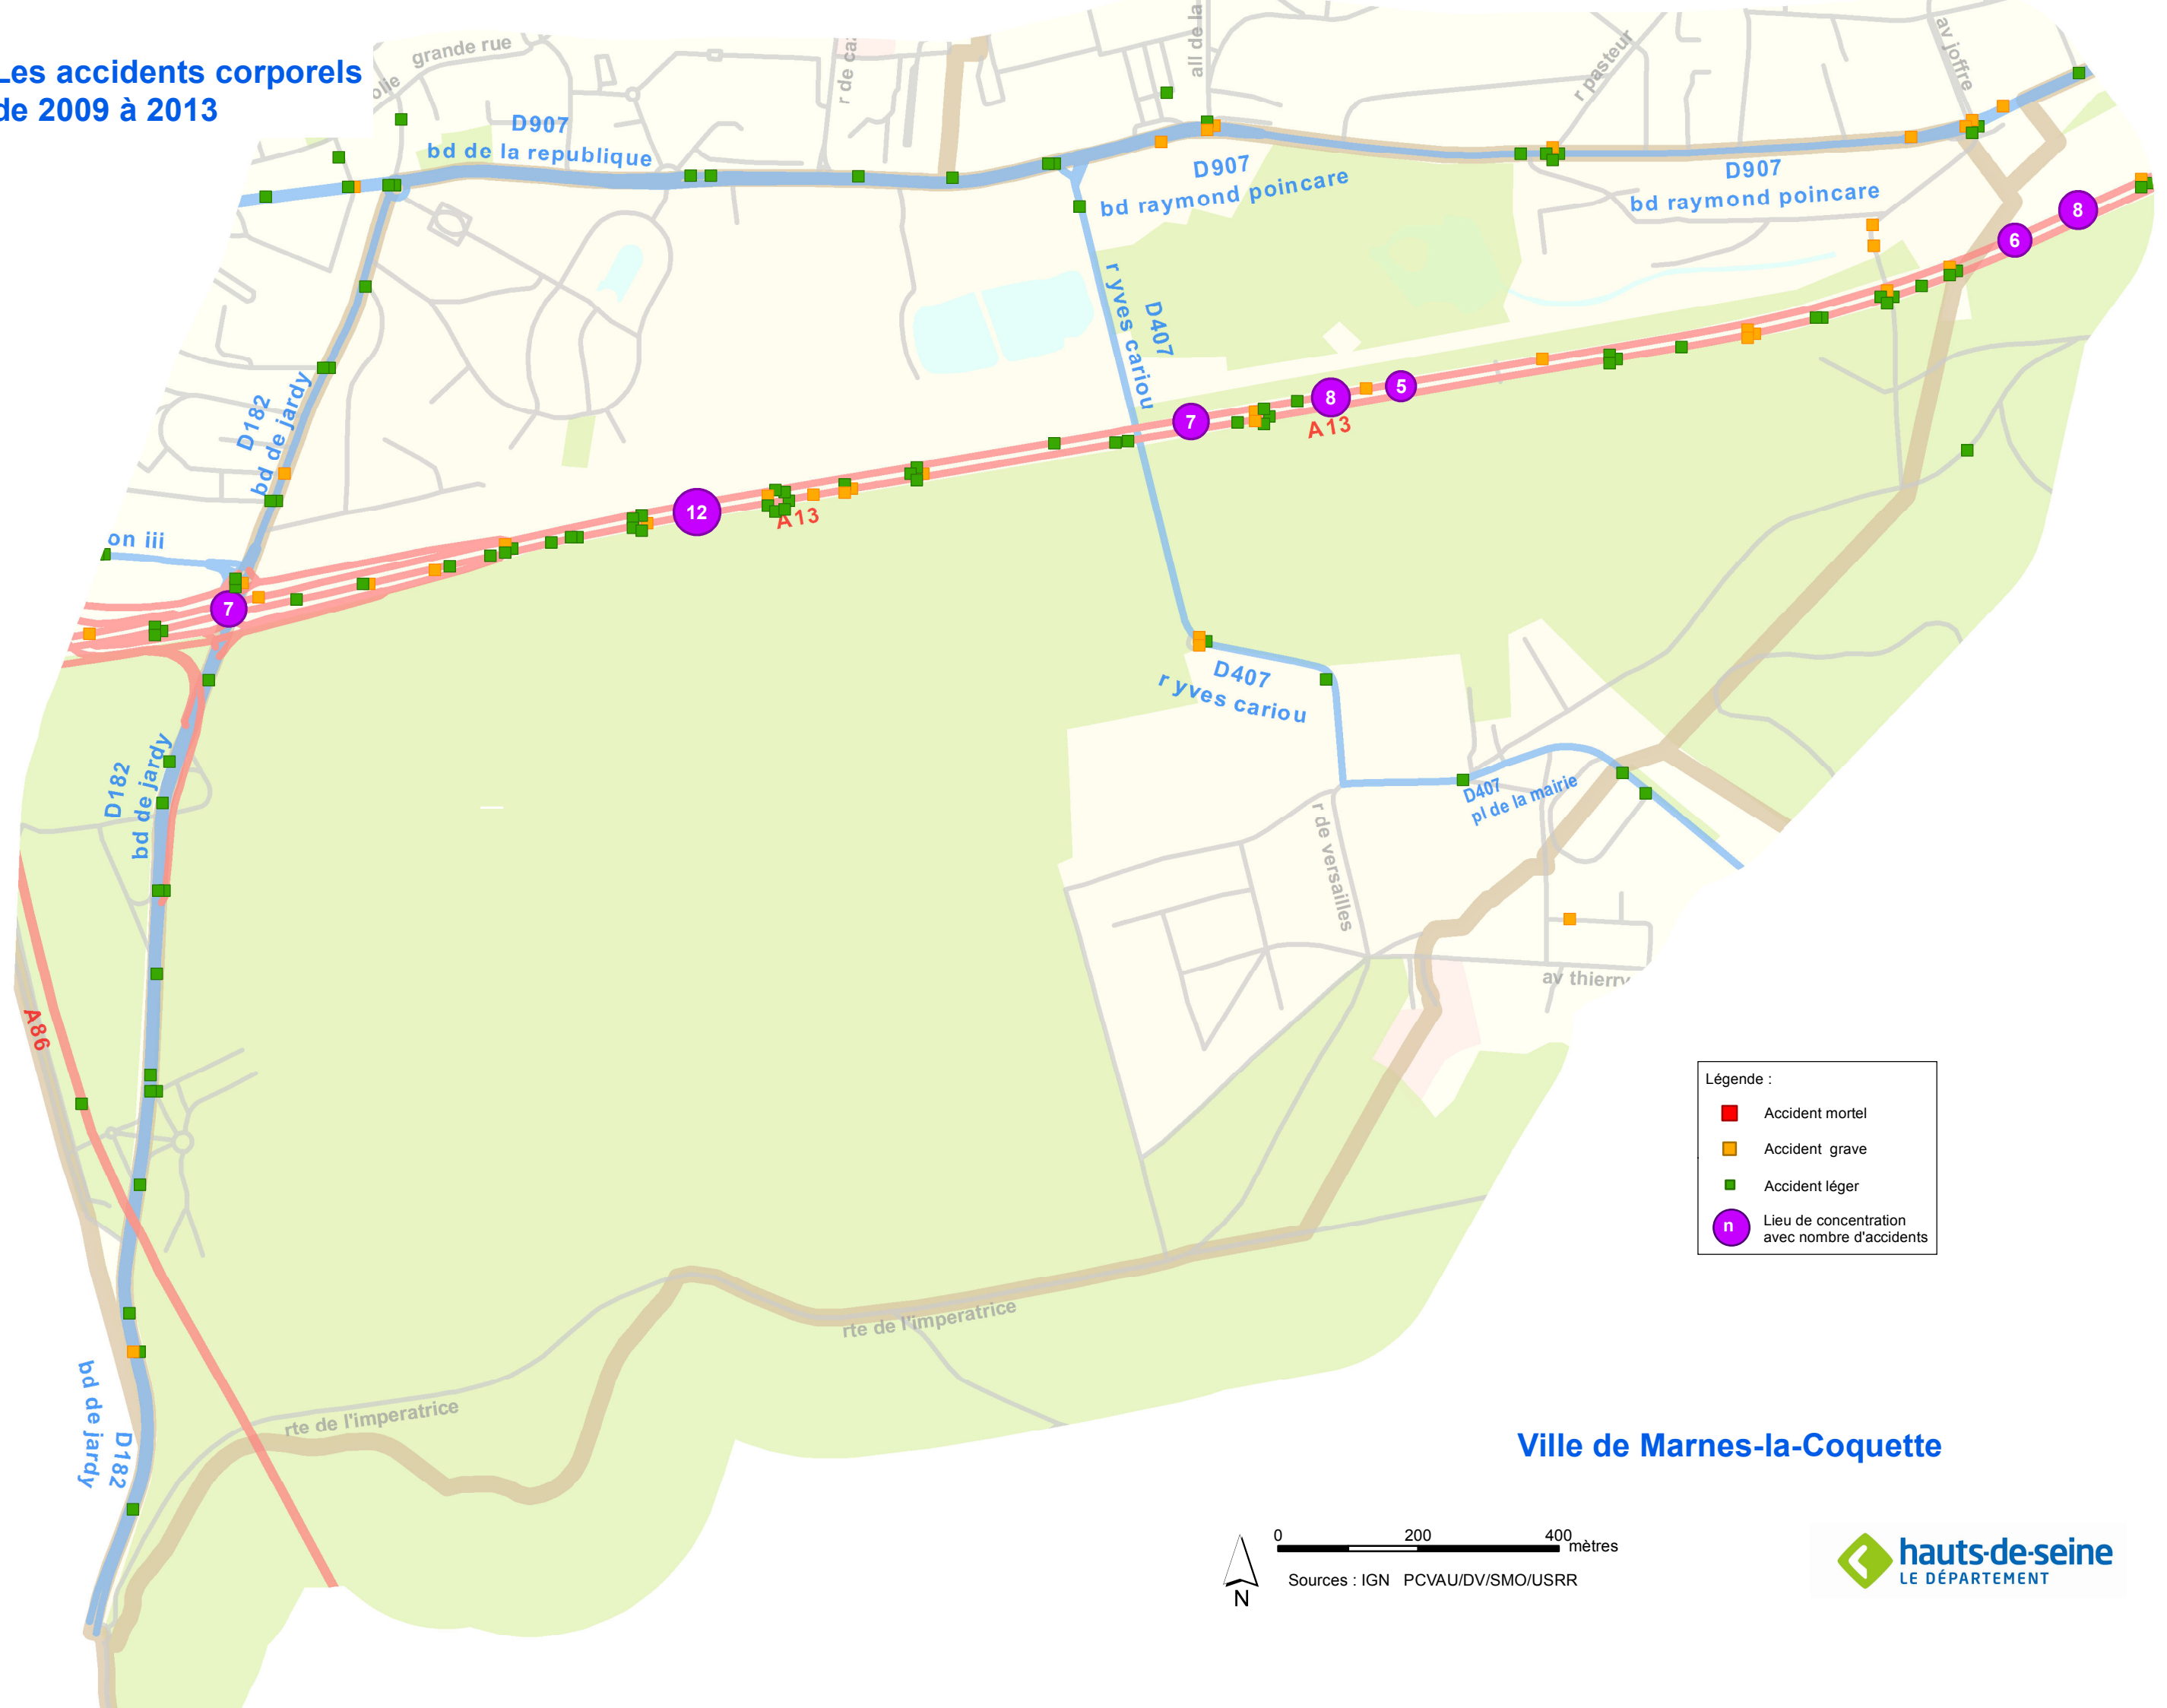 Les accidents corporels
de 2009 à 2013
grande rue
olie
r de caz
all de la
r pasteur
av joffre
D907
bd de la republique
D907
bd raymond poincare
D907
bd raymond poincare
8
6
D407
r yves cariou
D182
bd de jardy
5
8
7
A13
12
A13
on iii
7
D407
r yves cariou
D182
bd de jardy
D407
pl de la mairie
r de versailles
av thierry
A86
Légende :
Accident mortel
Accident grave
Accident léger
n
Lieu de concentration
avec nombre d'accidents
rte de l'imperatrice
rte de l'imperatrice
D182
bd de jardy
Ville de Marnes-la-Coquette
0 200 400
mètres
Sources : IGN PCVAU/DV/SMO/USRR
N
hauts-de-seine
LE DÉPARTEMENT